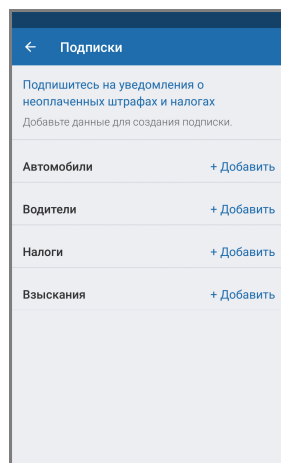 Подписки
Подпишитесь на уведомления о
неоплаченных штрафах и налогах
Добавьте данные для создания подписки.
Автомобили + Добавить
Водители + Добавить
Налоги + Добавить
Взыскания + Добавить